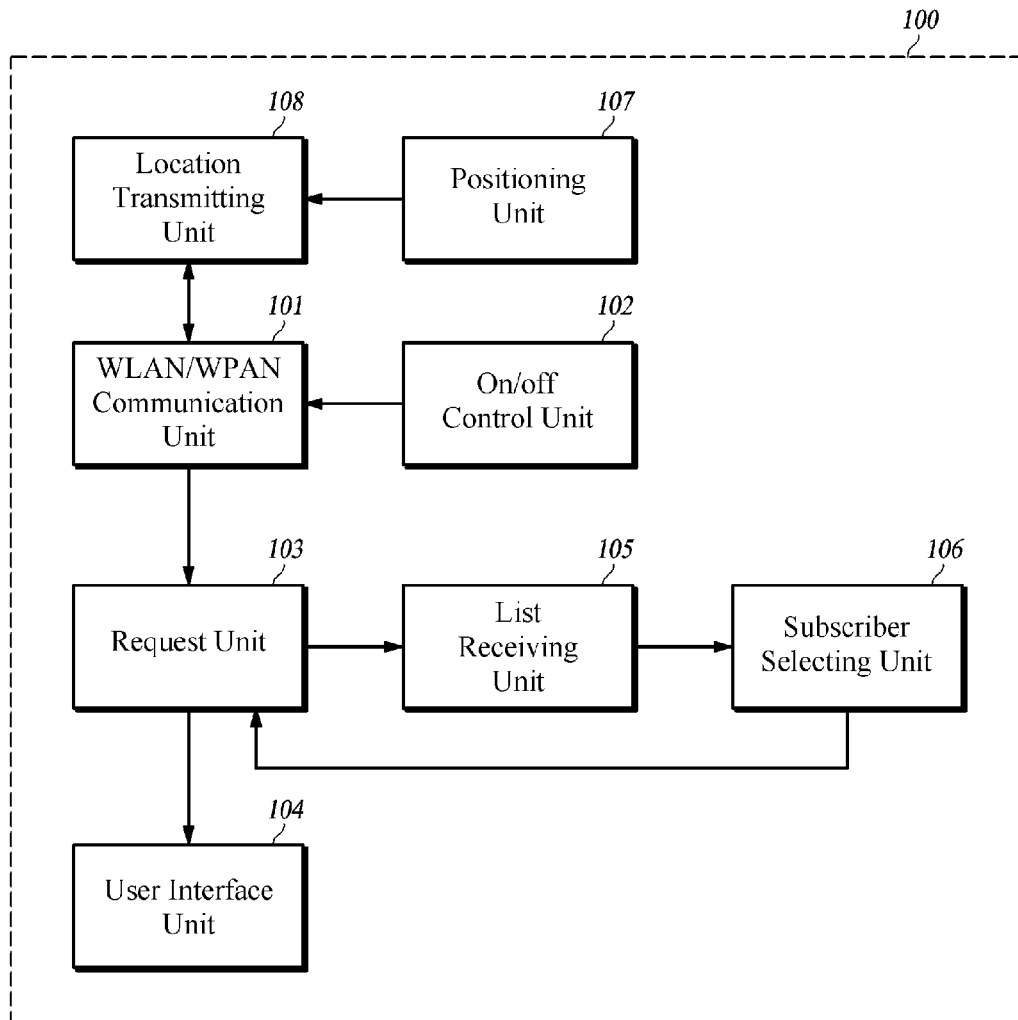 100
108
Location
Transmitting
Unit
107
Positioning
Unit
101
WLAN/WPAN
Communication
Unit
102
On/off
Control Unit
103
Request Unit
105
List
Receiving
Unit
106
Subscriber
Selecting Unit
104
User Interface
Unit